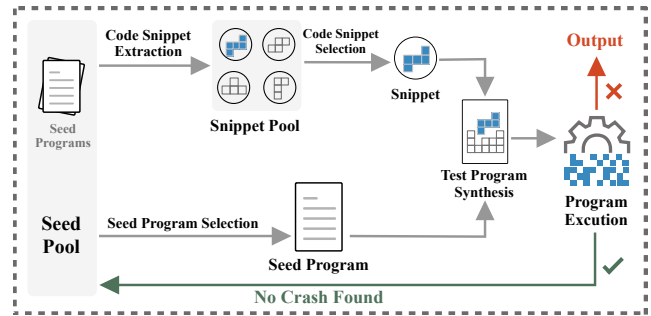 Code Snippet
Extraction
Code Snippet
Selection
Output
Seed
Programs
Snippet Pool
Snippet
Test Program
Synthesis
Program
Excution
Seed
Pool
Seed Program Selection
Seed Program
No Crash Found